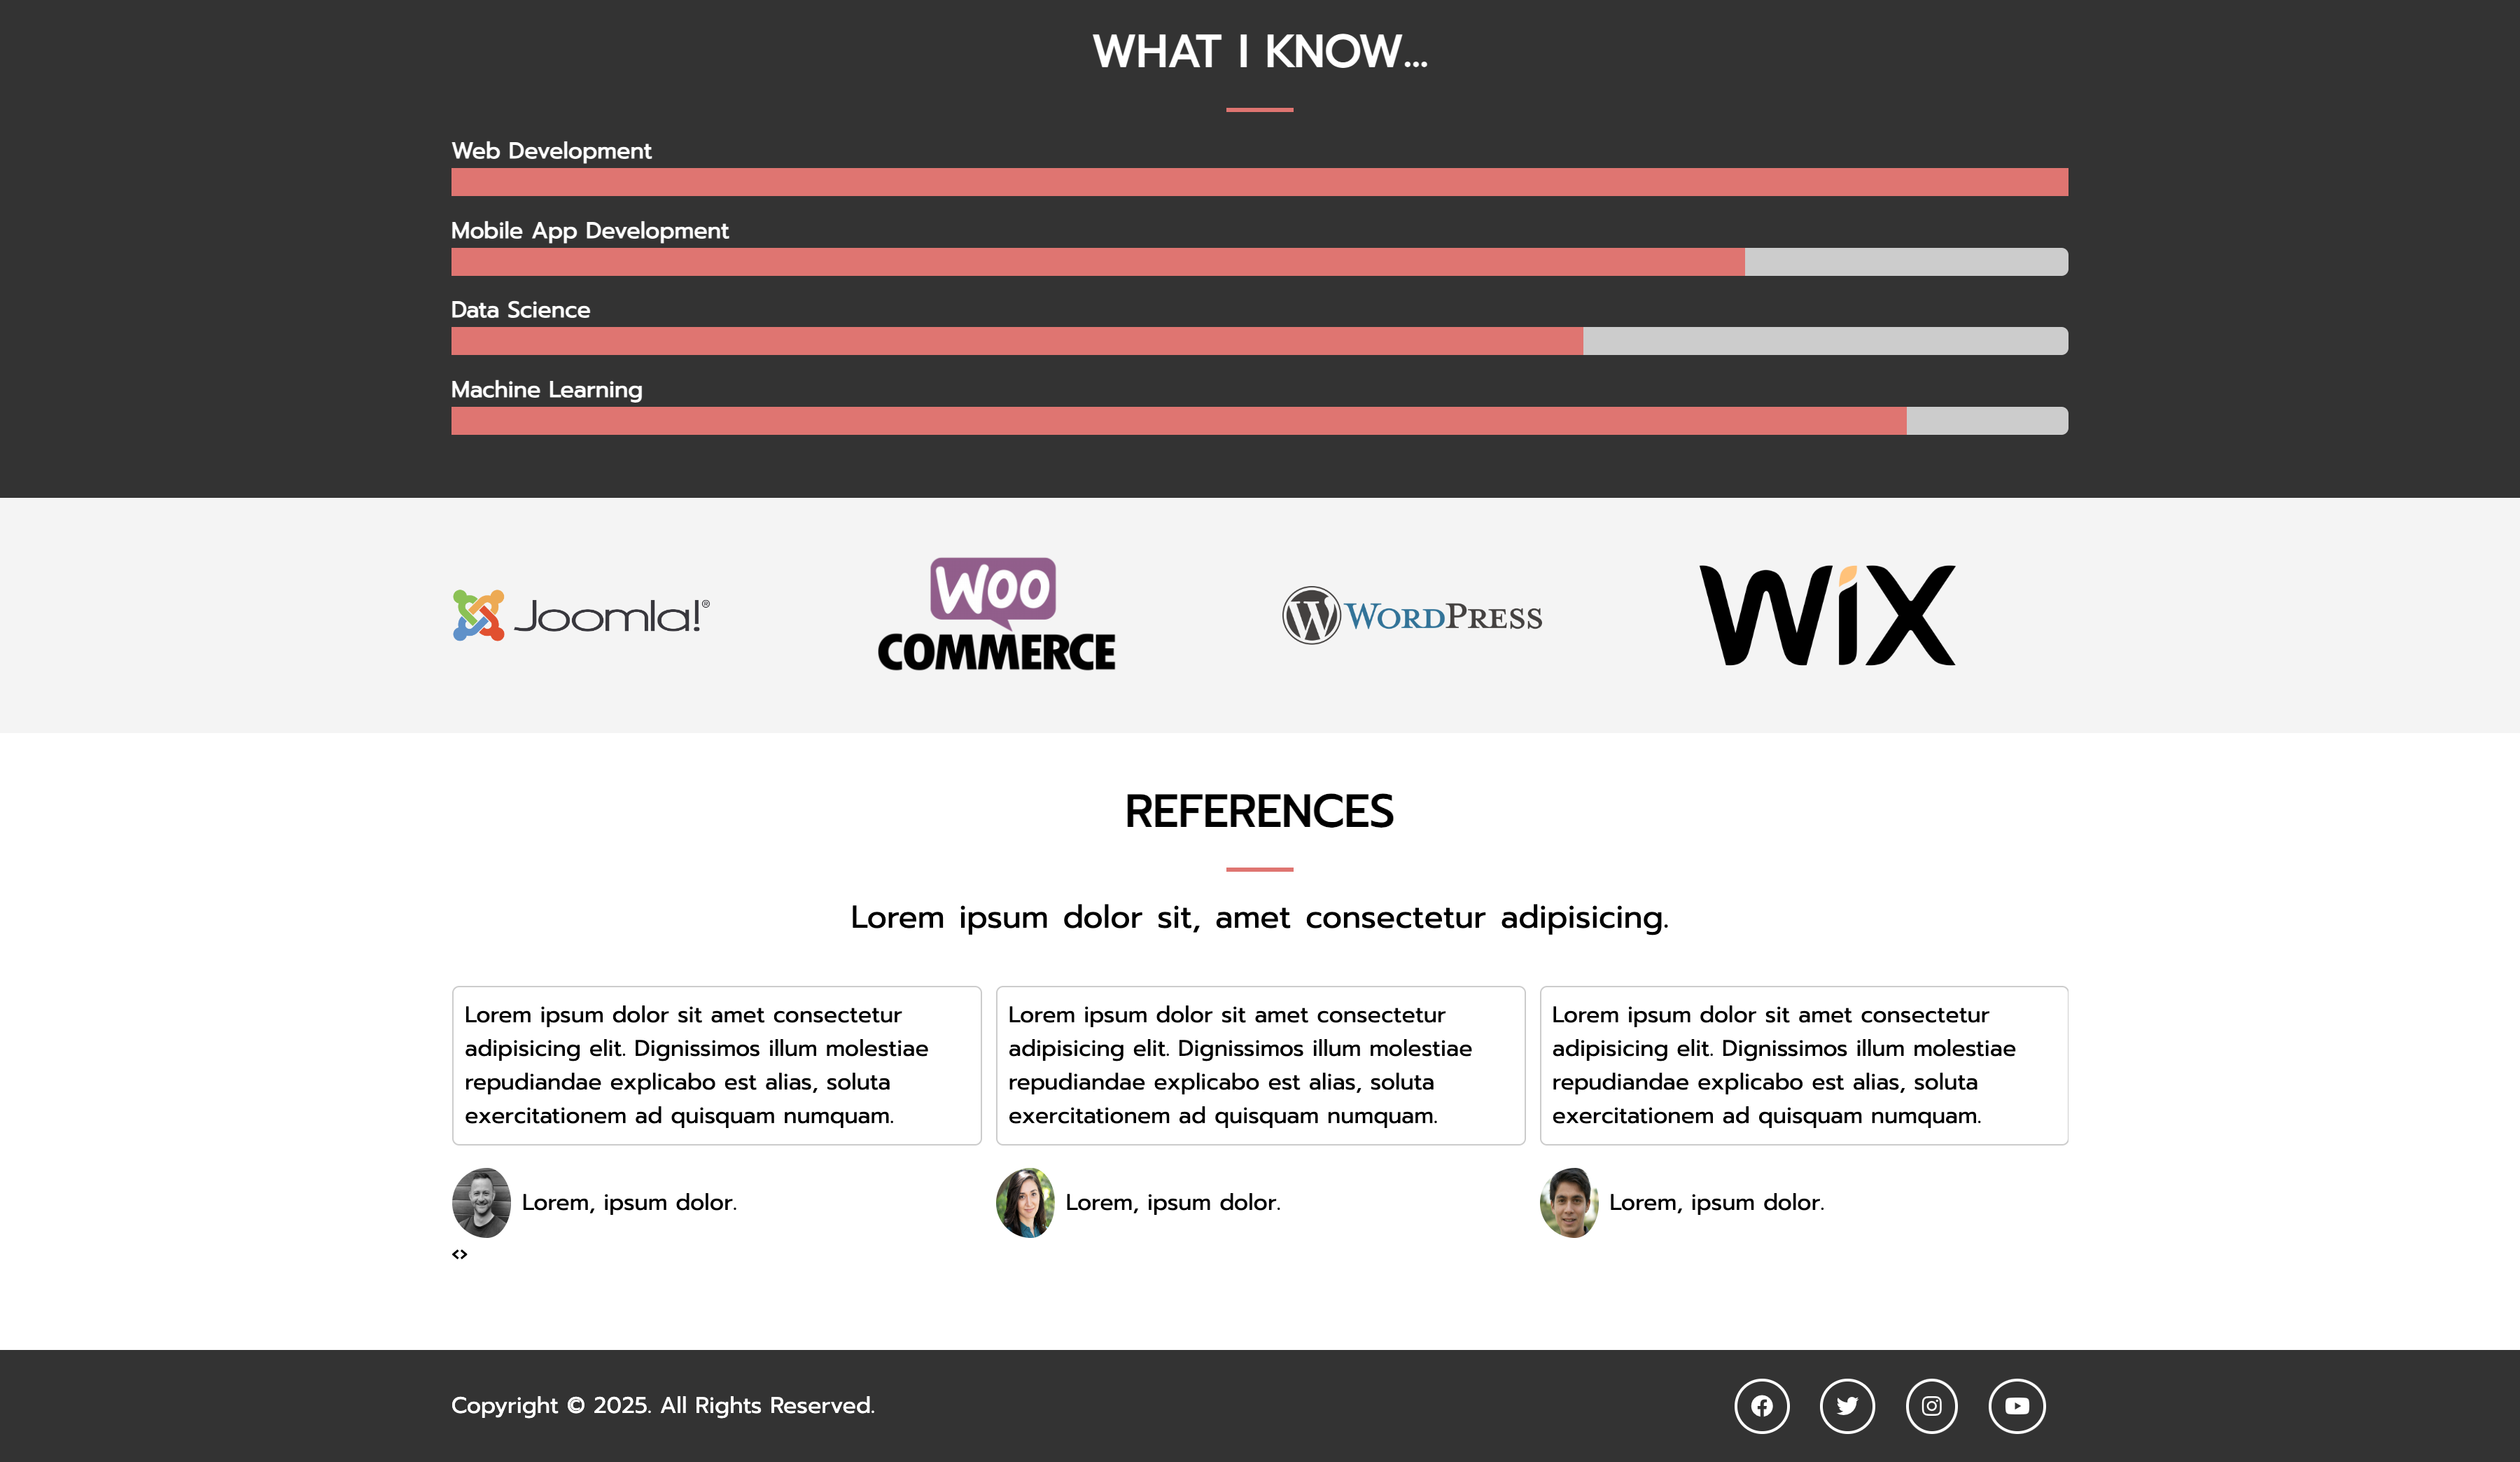 WHAT I KNOW...
Web Development
Mobile App Development
Data Science
Machine Learning
Joomla!®
WOO
COMMERCE
WORDPRESS
WiX
REFERENCES
Lorem ipsum dolor sit, amet consectetur adipisicing.
Lorem ipsum dolor sit amet consectetur
adipisicing elit. Dignissimos illum molestiae
repudiandae explicabo est alias, soluta
exercitationem ad quisquam numquam.
Lorem, ipsum dolor.
Lorem ipsum dolor sit amet consectetur
adipisicing elit. Dignissimos illum molestiae
repudiandae explicabo est alias, soluta
exercitationem ad quisquam numquam.
Lorem, ipsum dolor.
Lorem ipsum dolor sit amet consectetur
adipisicing elit. Dignissimos illum molestiae
repudiandae explicabo est alias, soluta
exercitationem ad quisquam numquam.
Lorem, ipsum dolor.
<>
Copyright © 2025. All Rights Reserved.